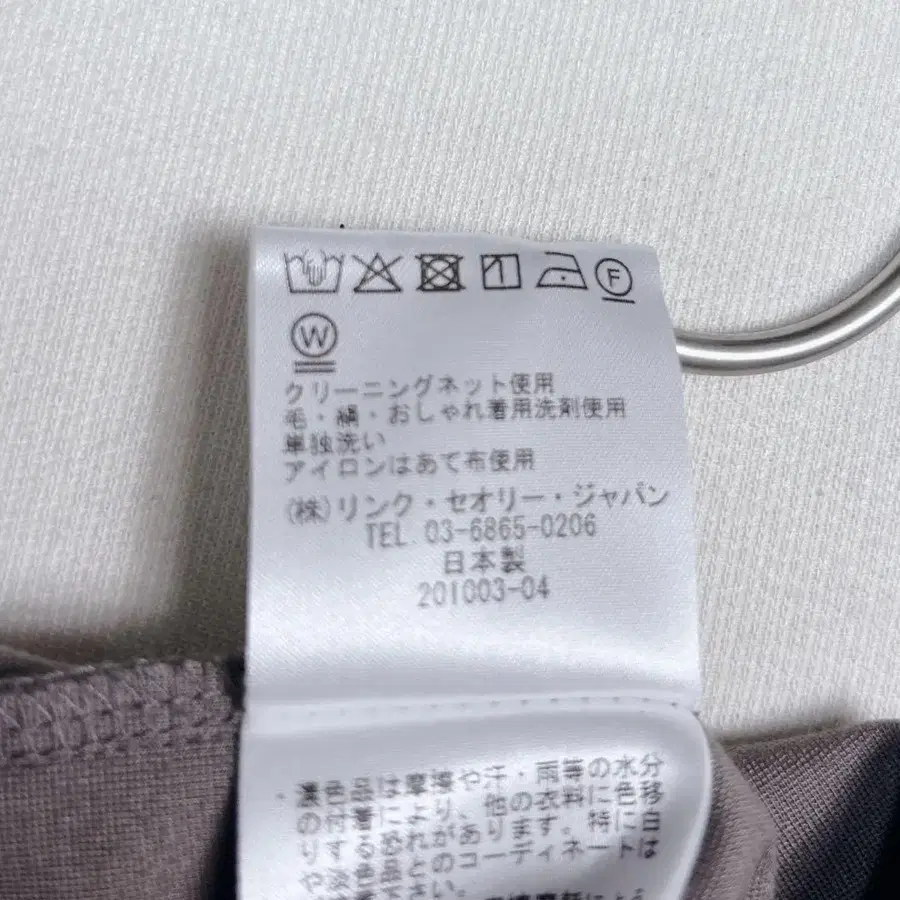 F
W
クリーニングネット使用
毛・絹・おしゃれ着用洗剤使用
単独洗い
アイロンはあて布使用
(株)リンク・セオリー・ジャパン
TEL. 03-6865-0206
日本製
201003-04
・濃色品は摩擦や汗・雨等の水分
の付着により、他の衣料に色移
りする恐れがあります。特に白
や淡色品とのコーディネートは